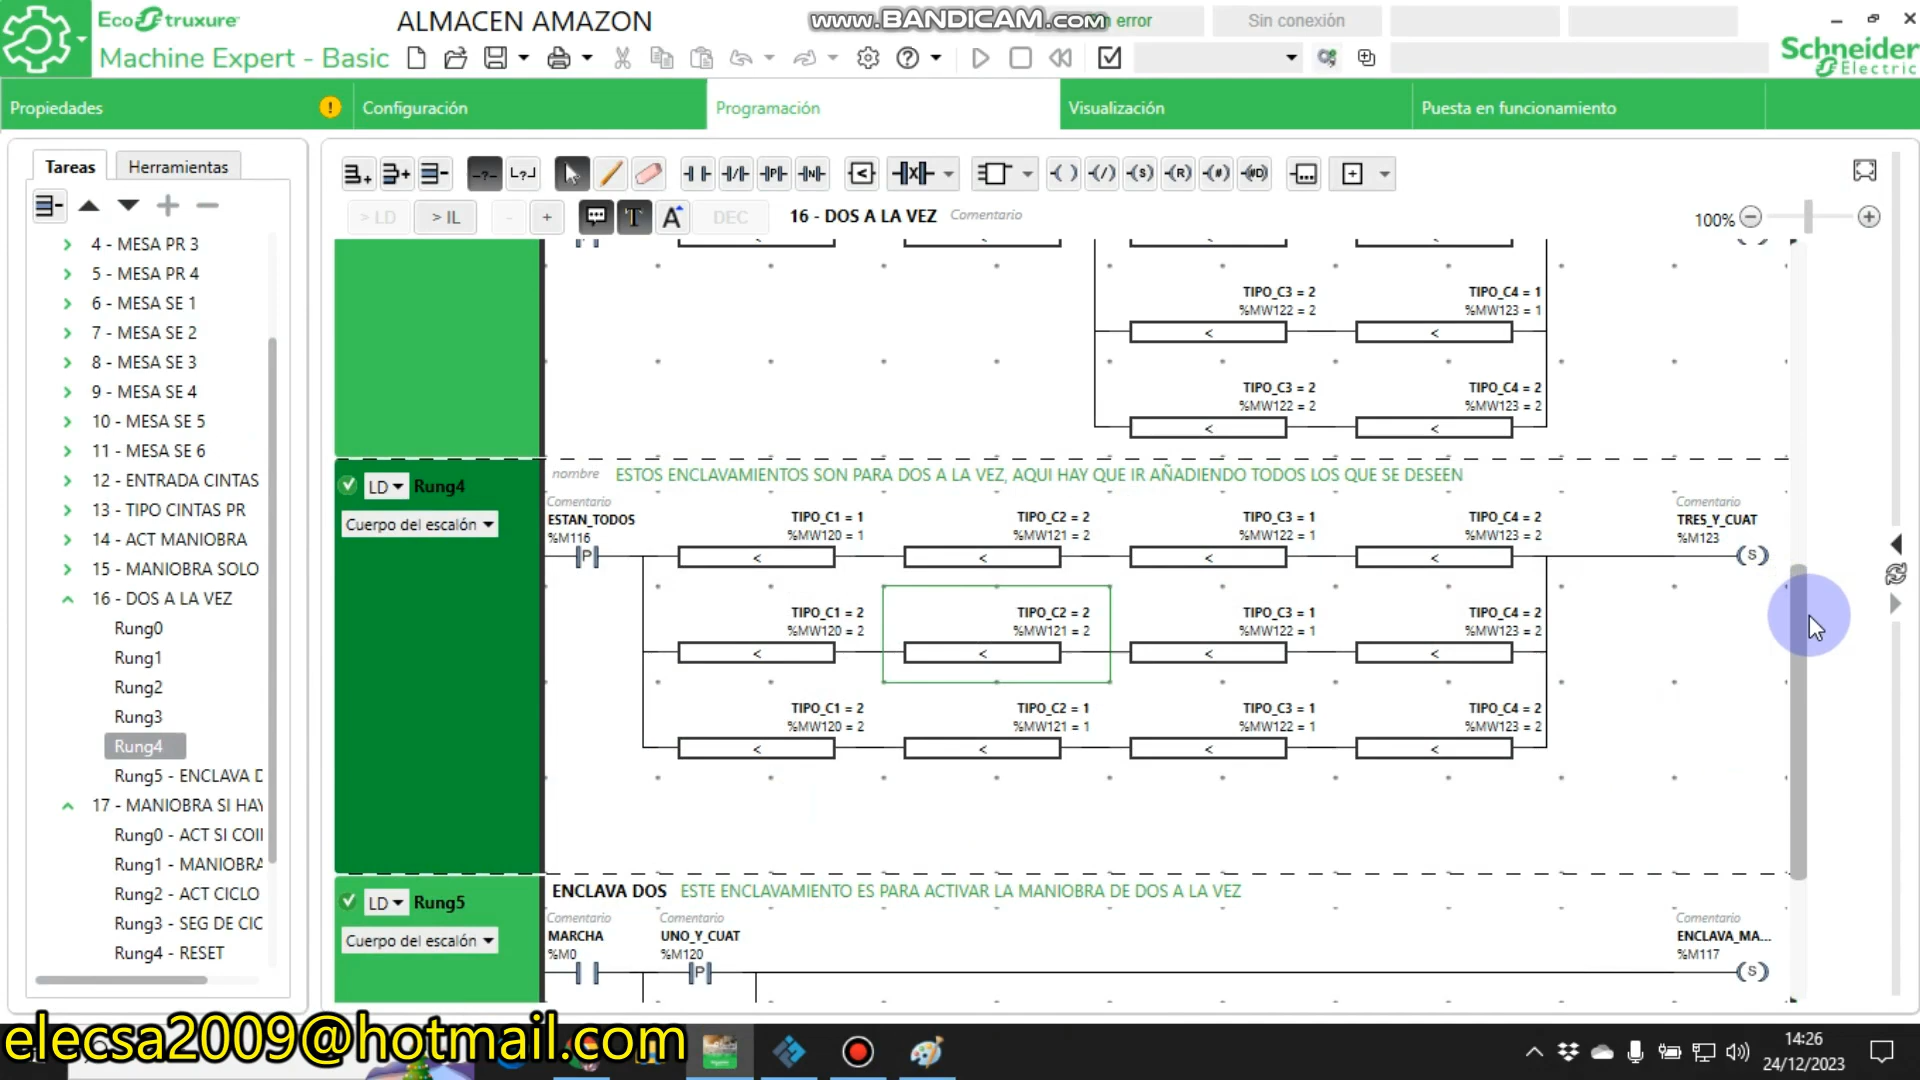 EcoStruxure
ALMACEN AMAZON
www.BANDICAM.com
error
Sin conexión
Machine Expert - Basic
Schneider
Electric
Propiedades
!
Configuración
Programación
Visualización
Puesta en funcionamiento
Tareas
Herramientas
> LD
> IL
-
+
T
A
DEC
16 - DOS A LA VEZ
Comentario
100%
4 - MESA PR 3
5 - MESA PR 4
6 - MESA SE 1
7 - MESA SE 2
8 - MESA SE 3
9 - MESA SE 4
10 - MESA SE 5
11 - MESA SE 6
12 - ENTRADA CINTAS
13 - TIPO CINTAS PR
14 - ACT MANIOBRA
15 - MANIOBRA SOLO
16 - DOS A LA VEZ
Rung0
Rung1
Rung2
Rung3
Rung4
Rung5 - ENCLAVA D
17 - MANIOBRA SI HAY
Rung0 - ACT SI COII
Rung1 - MANIOBRA
Rung2 - ACT CICLO
Rung3 - SEG DE CIC
Rung4 - RESET
TIPO_C3 = 2 TIPO_C4 = 1
%MW122 = 2 %MW123 = 1
< <
TIPO_C3 = 2 TIPO_C4 = 2
%MW122 = 2 %MW123 = 2
< <
LD Rung4
Cuerpo del escalón
nombre ESTOS ENCLAVAMIENTOS SON PARA DOS A LA VEZ, AQUI HAY QUE IR AÑADIENDO TODOS LOS QUE SE DESEEN
Comentario Comentario
ESTAN_TODOS TIPO_C1 = 1 TIPO_C2 = 2 TIPO_C3 = 1 TIPO_C4 = 2 TRES_Y_CUAT
%M116 %MW120 = 1 %MW121 = 2 %MW122 = 1 %MW123 = 2 %M123
P < < < < S
TIPO_C1 = 2 TIPO_C2 = 2 TIPO_C3 = 1 TIPO_C4 = 2
%MW120 = 2 %MW121 = 2 %MW122 = 1 %MW123 = 2
< < < <
TIPO_C1 = 2 TIPO_C2 = 1 TIPO_C3 = 1 TIPO_C4 = 2
%MW120 = 2 %MW121 = 1 %MW122 = 1 %MW123 = 2
< < < <
LD Rung5
Cuerpo del escalón
ENCLAVA DOS ESTE ENCLAVAMIENTO ES PARA ACTIVAR LA MANIOBRA DE DOS A LA VEZ
Comentario Comentario Comentario
MARCHA UNO_Y_CUAT ENCLAVA_MA...
%M0 %M120 %M117
P S
elecsa2009@hotmail.com
14:26
24/12/2023